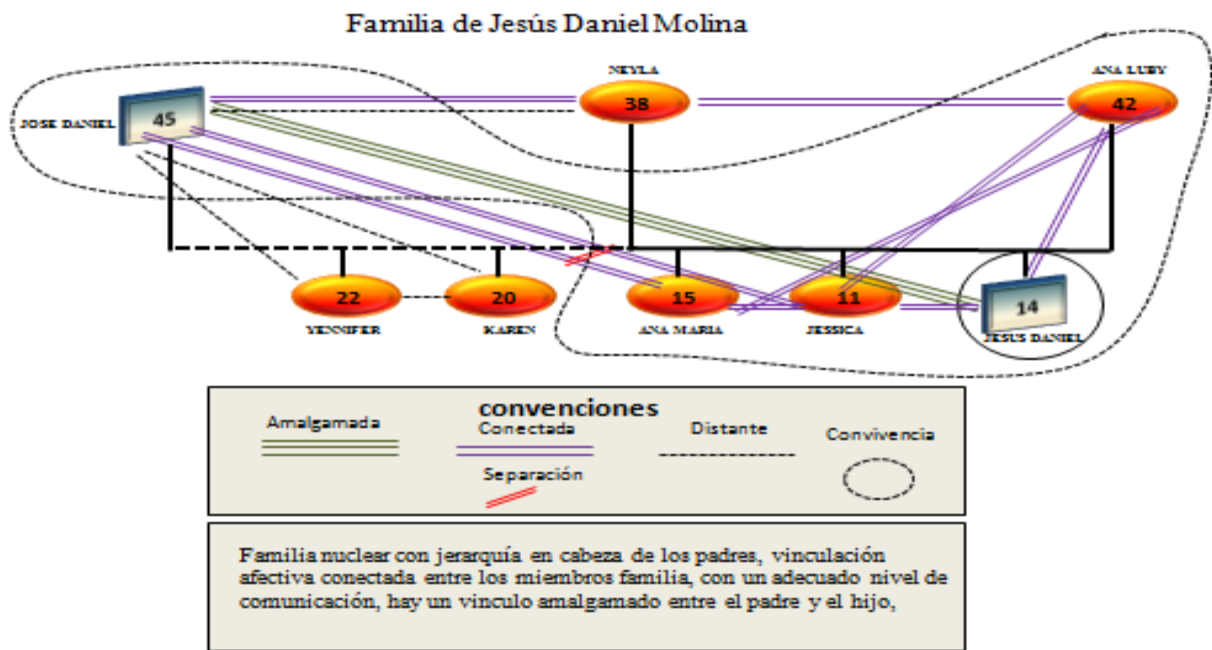 Familia de Jesús Daniel Molina
NEYLA
ANA LUBY
38
42
JOSE DANIEL
45
22
20
15
11
14
YENNIFER
KAREN
ANA MARIA
JESSICA
JESUS DANIEL
convenciones
Amalgamada
Conectada
Distante
Convivencia
Separación
Familia nuclear con jerarquía en cabeza de los padres, vinculación
afectiva conectada entre los miembros familia, con un adecuado nivel de
comunicación, hay un vinculo amalgamado entre el padre y el hijo,